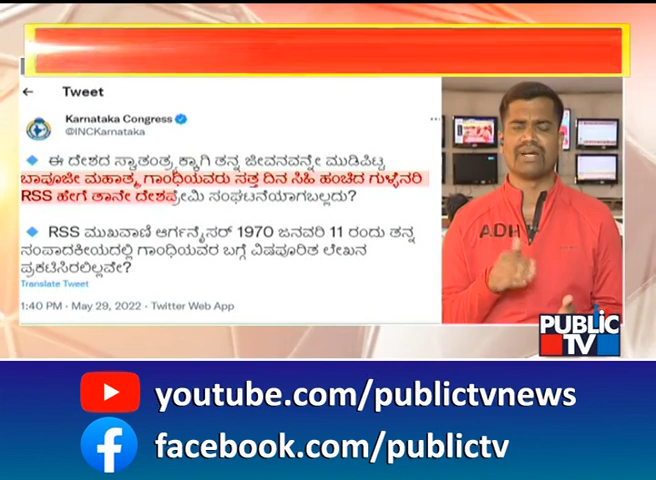 Tweet
Karnataka Congress
@INCKarnataka
ಈ ದೇಶದ ಸ್ವಾತಂತ್ರ್ಯಕ್ಕಾಗಿ ತನ್ನ ಜೀವನವನ್ನೇ ಮುಡಿಪಿಟ್ಟ
ಬಾಪೂಜೀ ಮಹಾತ್ಮ ಗಾಂಧಿಯವರು ಸತ್ತ ದಿನ ಸಿಹಿ ಹಂಚಿದ ಗುಳ್ಳೆನರಿ
RSS ಹೇಗೆ ತಾನೇ ದೇಶಪ್ರೇಮಿ ಸಂಘಟನೆಯಾಗಬಲ್ಲದು?
RSS ಮುಖವಾಣಿ ಆರ್ಗನೈಸರ್ 1970 ಜನವರಿ 11 ರಂದು ತನ್ನ
ಸಂಪಾದಕೀಯದಲ್ಲಿ ಗಾಂಧಿಯವರ ಬಗ್ಗೆ ವಿಷಪೂರಿತ ಲೇಖನ
ಪ್ರಕಟಿಸಿರಲಿಲ್ಲವೇ?
Translate Tweet
1:40 PM · May 29, 2022 · Twitter Web App
ADH
PUBLiC
TV
youtube.com/publictvnews
facebook.com/publictv